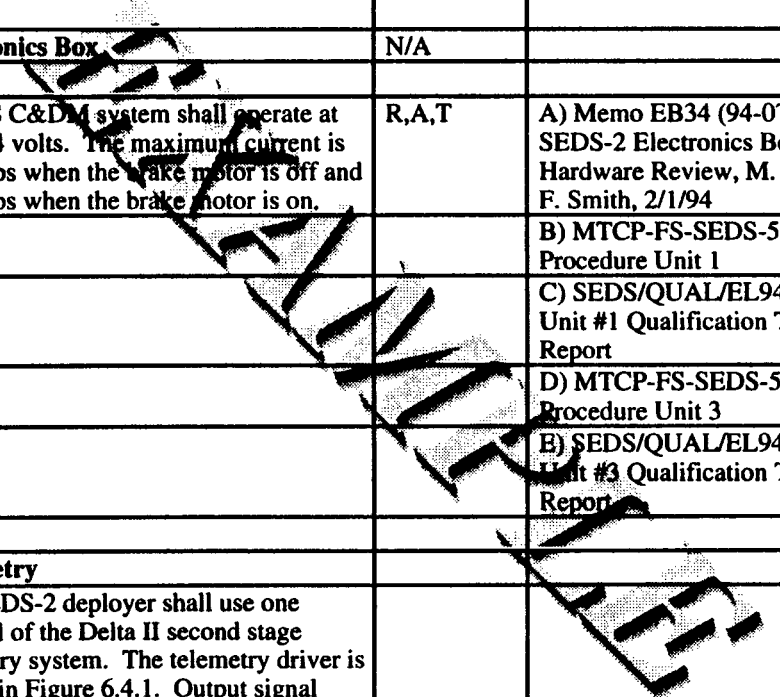 onics Box
N/A
C&DM system shall operate at
volts. The maximum current is
os when the brake motor is off and
os when the brake motor is on.
R,A,T
A) Memo EB34 (94-0
SEDS-2 Electronics B
Hardware Review, M.
F. Smith, 2/1/94
B) MTCP-FS-SEDS-5
Procedure Unit 1
C) SEDS/QUAL/EL94
Unit #1 Qualification
Report
D) MTCP-FS-SEDS-5
Procedure Unit 3
E) SEDS/QUAL/EL94
Unit #3 Qualification
Report
etry
EDS-2 deployer shall use one
l of the Delta II second stage
ry system. The telemetry driver is
in Figure 6.4.1. Output signal